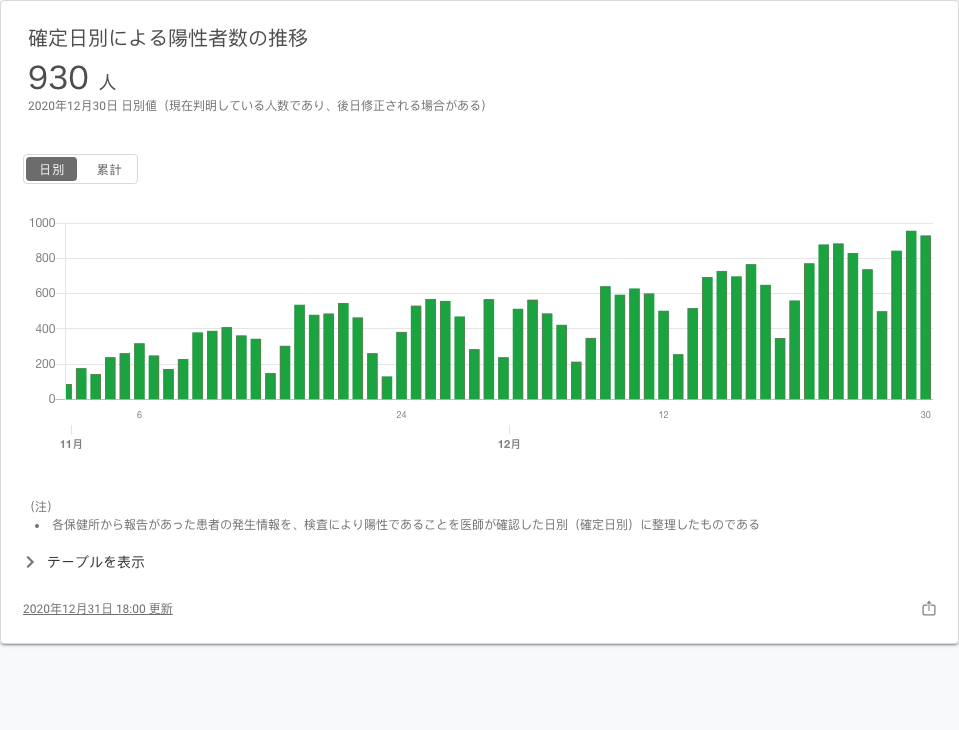 確定日別による陽性者数の推移
930 人
2020年12月30日 日別値（現在判明している人数であり、後日修正される場合がある）
日別 累計
1000
800
600
400
200
0
6 24 12 30
11月 12月
（注）
• 各保健所から報告があった患者の発生情報を、検査により陽性であることを医師が確認した日別（確定日別）に整理したものである
テーブルを表示
2020年12月31日 18:00 更新